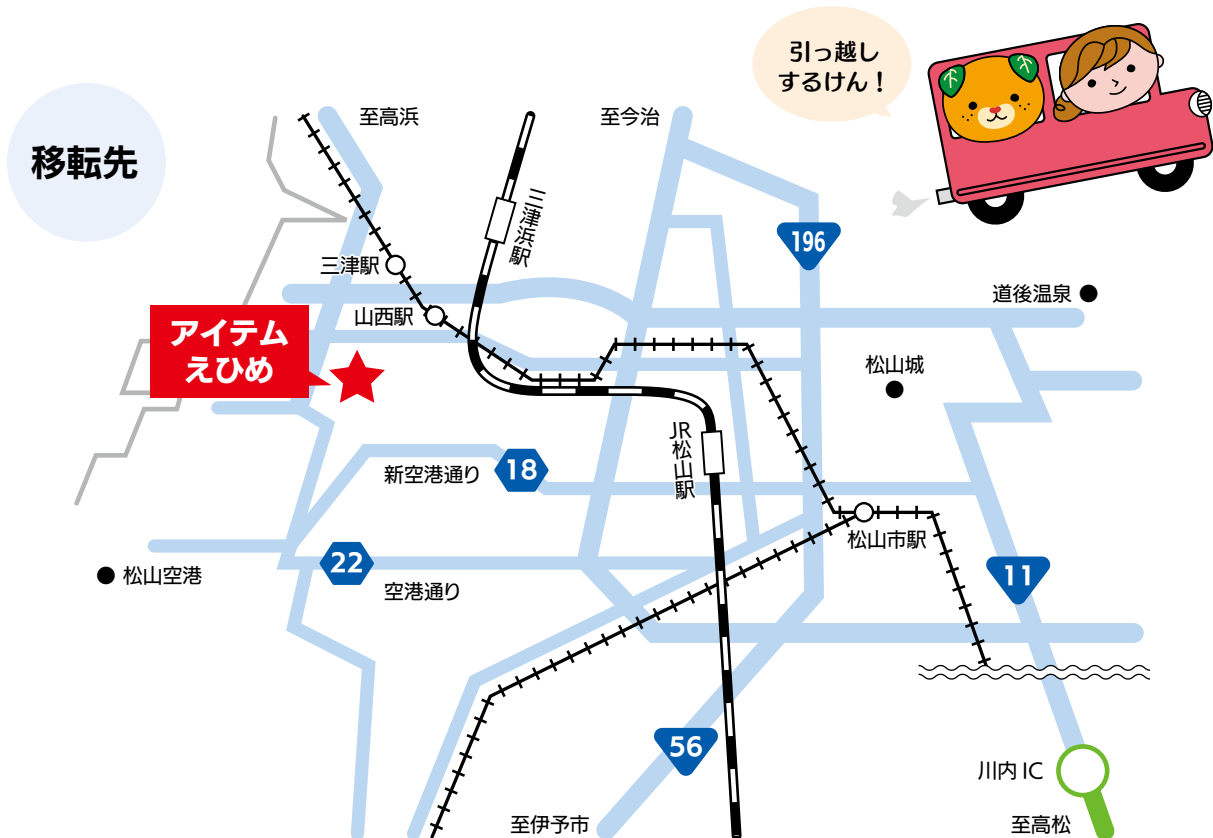 移転先
引っ越し
するけん！
至高浜
至今治
三津浜駅
196
三津駅
道後温泉
山西駅
アイテム
えひめ
松山城
JR松山駅
新空港通り
18
松山市駅
22
松山空港
空港通り
11
56
川内IC
至伊予市
至高松